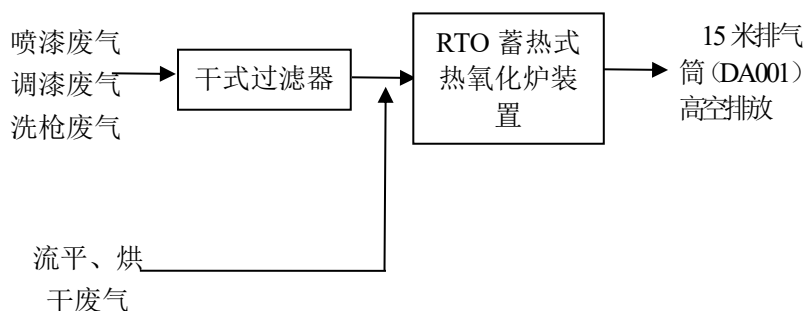 喷漆废气
调漆废气
洗枪废气
干式过滤器
RTO 蓄热式
热氧化炉装
置
15 米排气
筒（DA001）
高空排放
流平、烘
干废气